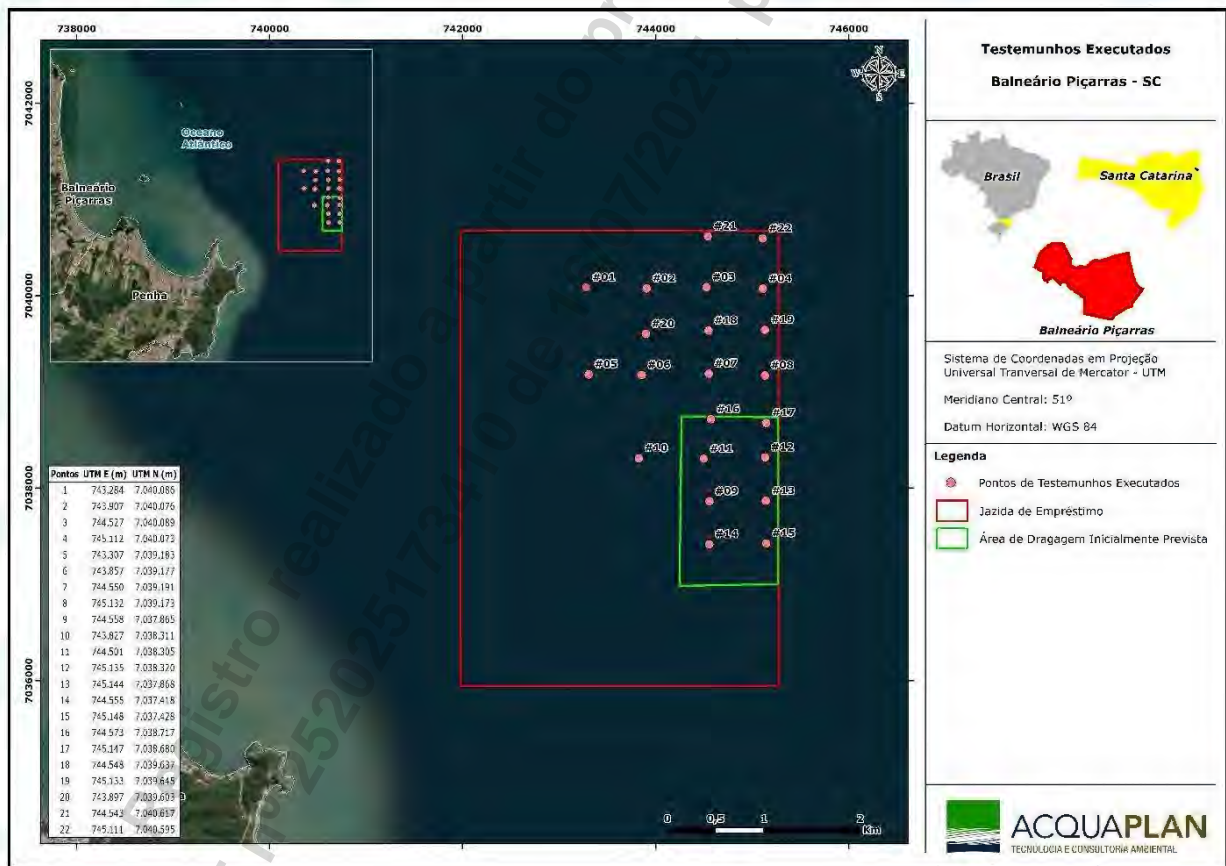 738000 740000 742000 744000 746000
7042000
7040000
7038000
7036000
N
W E
S
Oceano
Atlântico
Balneário
Piçarras
Penha
#21
#22
#01
#02
#03
#04
#20
#18
#19
#05
#06
#07
#08
#16
#17
#10
#11
#12
#09
#13
#14
#15
Pontos UTM E (m) UTM N (m)
1 743.284 7.040.086
2 743.907 7.040.076
3 744.527 7.040.089
4 745.112 7.040.073
5 743.307 7.039.183
6 743.857 7.039.177
7 744.550 7.039.191
8 745.132 7.039.173
9 744.558 7.037.865
10 743.827 7.038.311
11 744.501 7.038.305
12 745.135 7.038.320
13 745.144 7.037.868
14 744.555 7.037.418
15 745.148 7.037.428
16 744.573 7.038.717
17 745.147 7.038.680
18 744.548 7.039.637
19 745.133 7.039.645
20 743.897 7.039.603
21 744.543 7.040.617
22 745.111 7.040.595
0 0,5 1 2
Km
Testemunhos Executados
Balneário Piçarras - SC
Brasil
Santa Catarina
Balneário Piçarras
Sistema de Coordenadas em Projeção
Universal Tranversal de Mercator - UTM
Meridiano Central: 51º
Datum Horizontal: WGS 84
Legenda
Pontos de Testemunhos Executados
Jazida de Empréstimo
Área de Dragagem Inicialmente Prevista
ACQUAPLAN
TECNOLOGIA E CONSULTORIA AMBIENTAL
registro realizado a partir do